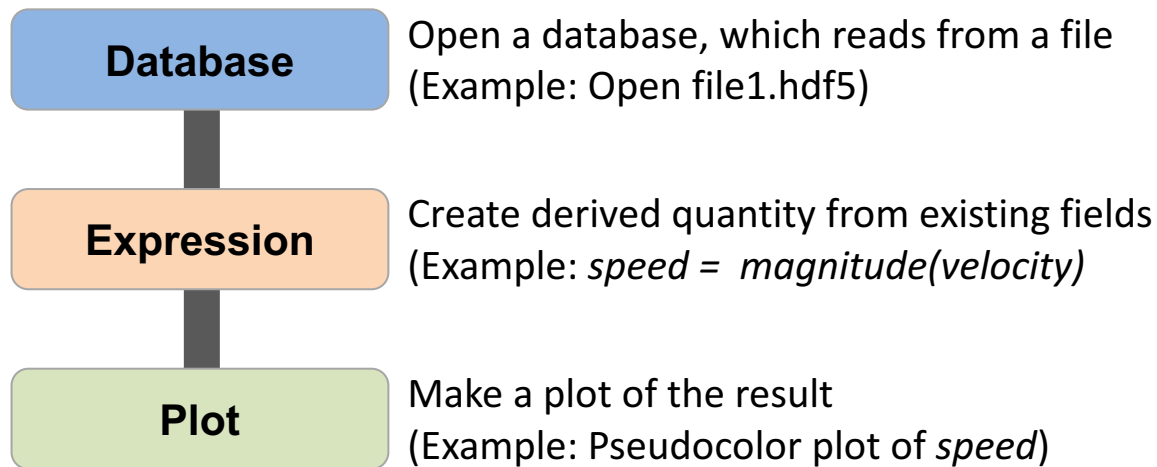 Database
Open a database, which reads from a file
(Example: Open file1.hdf5)
Expression
Create derived quantity from existing fields
(Example: speed =  magnitude(velocity)
Plot
Make a plot of the result
(Example: Pseudocolor plot of speed)